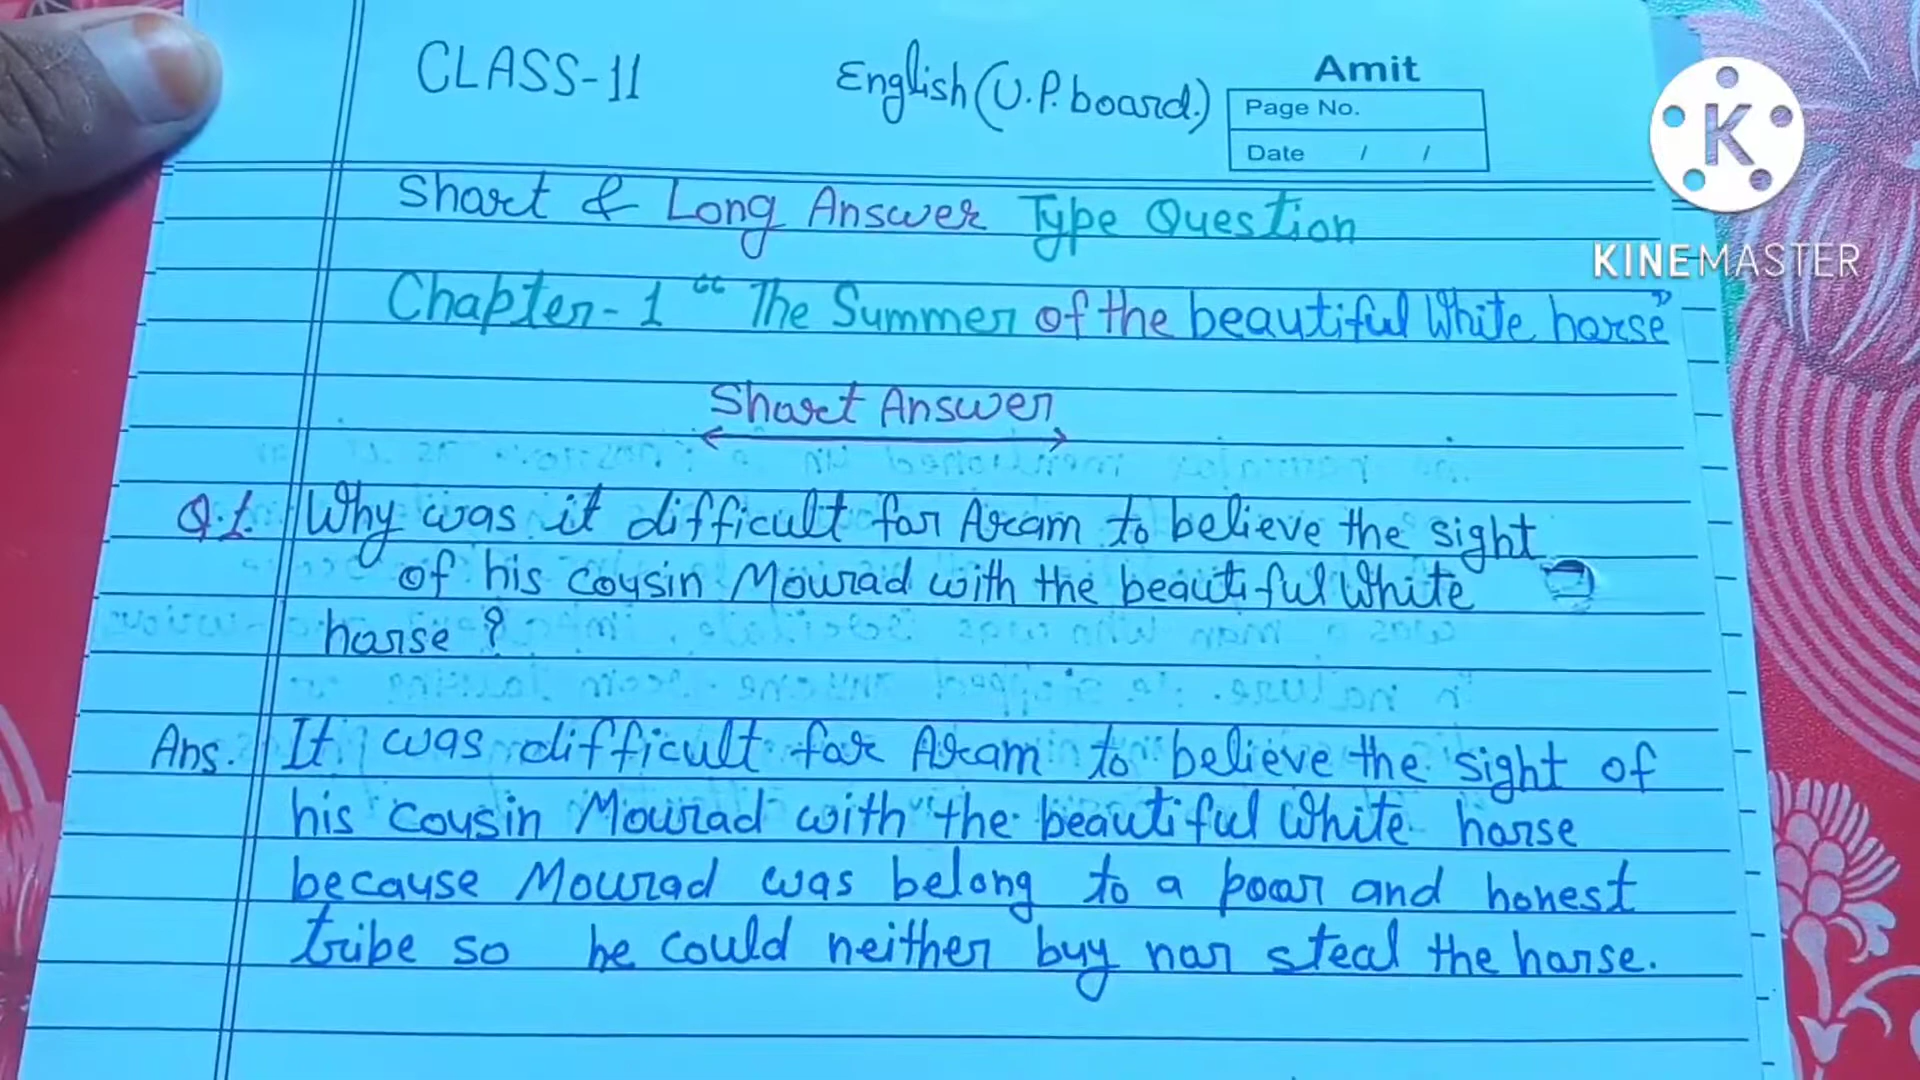 CLASS-11 English (U.P. board.)
Amit
Page No.
Date / /
K
KINEMASTER
Short & Long Answer Type Question
Chapter-1 "The Summer of the beautiful White horse"
Short Answer
Q.1. Why was it difficult for Aram to believe the sight
of his cousin Mourad with the beautiful White
horse ?
Ans. It was difficult for Aram to believe the sight of
his cousin Mourad with the beautiful White horse
because Mourad was belong to a poor and honest
tribe so he could neither buy nor steal the horse.